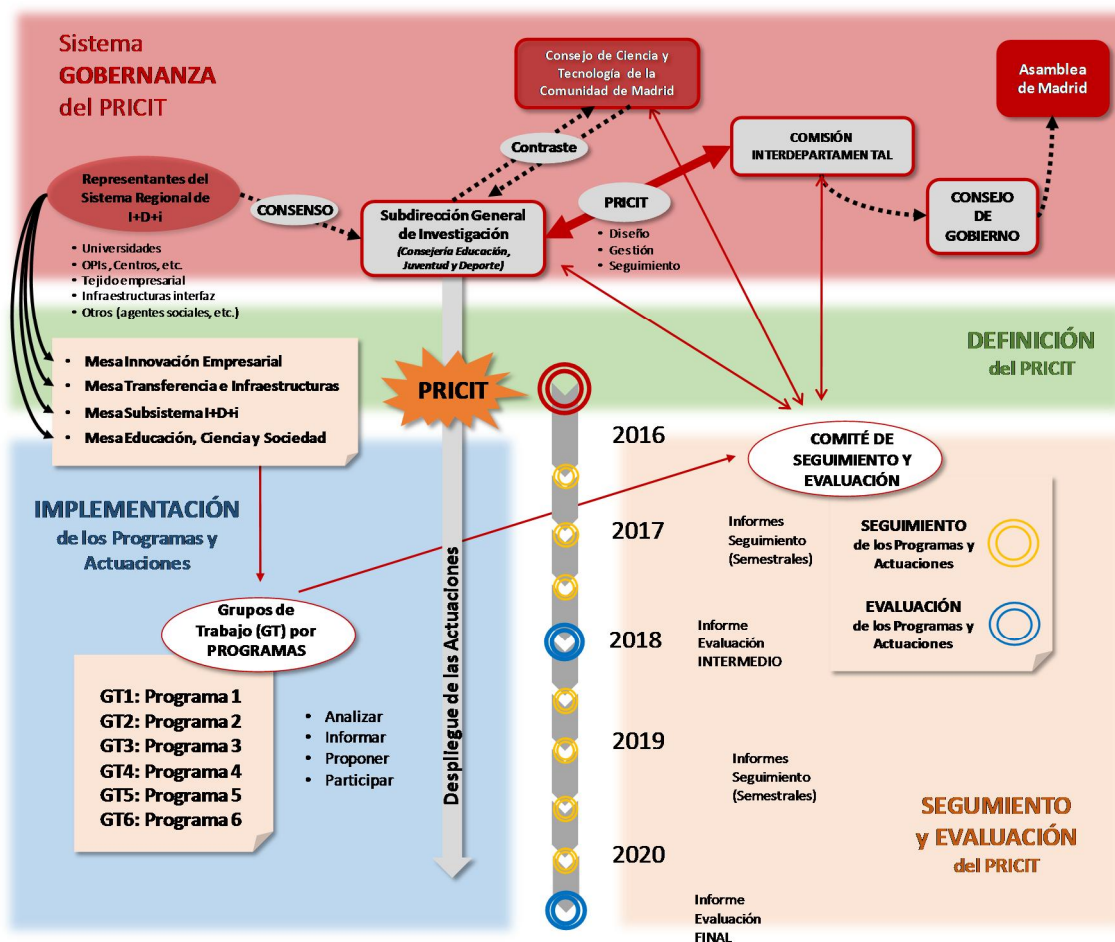 Sistema
GOBERNANZA
del PRICIT
Consejo de Ciencia y
Tecnología de la
Comunidad de Madrid
Asamblea
de Madrid
Contraste
COMISIÓN
INTERDEPARTAMENTAL
Representantes del
Sistema Regional de
I+D+i
CONSENSO
Subdirección General
de Investigación
(Consejería Educación,
Juventud y Deporte)
PRICIT
• Diseño
• Gestión
• Seguimiento
CONSEJO
DE
GOBIERNO
• Universidades
• OPIs, Centros, etc.
• Tejido empresarial
• Infraestructuras interfaz
• Otros (agentes sociales, etc.)
DEFINICIÓN
del PRICIT
• Mesa Innovación Empresarial
• Mesa Transferencia e Infraestructuras
• Mesa Subsistema I+D+i
• Mesa Educación, Ciencia y Sociedad
PRICIT
2016
COMITÉ DE
SEGUIMIENTO Y
EVALUACIÓN
IMPLEMENTACIÓN
de los Programas y
Actuaciones
2017
Informes
Seguimiento
(Semestrales)
SEGUIMIENTO
de los Programas y
Actuaciones
EVALUACIÓN
de los Programas y
Actuaciones
Grupos de
Trabajo (GT) por
PROGRAMAS
2018
Informe
Evaluación
INTERMEDIO
GT1: Programa 1
GT2: Programa 2
GT3: Programa 3
GT4: Programa 4
GT5: Programa 5
GT6: Programa 6
• Analizar
• Informar
• Proponer
• Participar
Despliegue de las Actuaciones
2019
Informes
Seguimiento
(Semestrales)
SEGUMIENTO
y EVALUACIÓN
del PRICIT
2020
Informe
Evaluación
FINAL